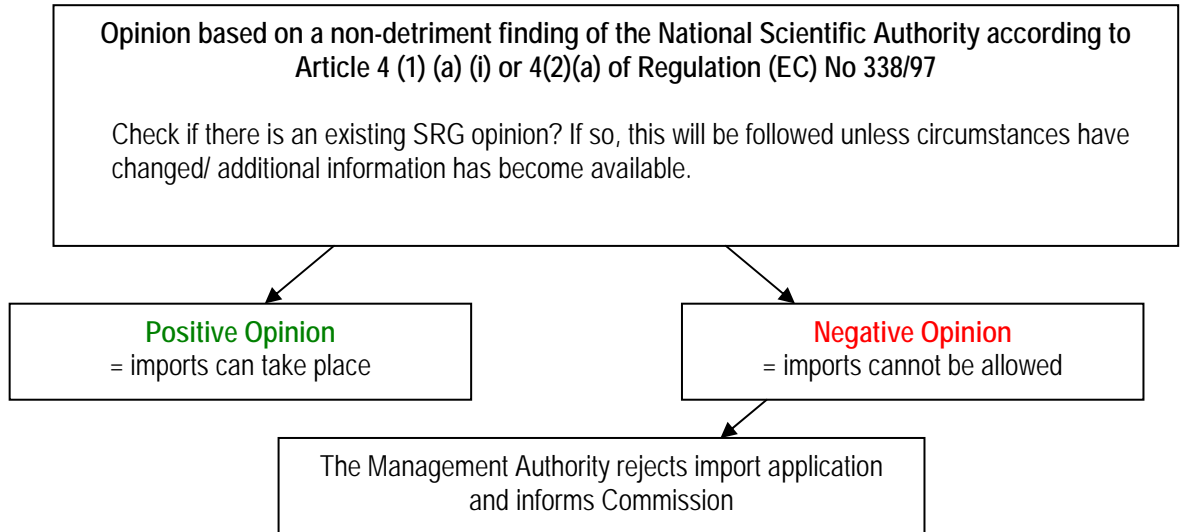 Opinion based on a non-detriment finding of the National Scientific Authority according to
Article 4 (1) (a) (i) or 4(2)(a) of Regulation (EC) No 338/97
Check if there is an existing SRG opinion? If so, this will be followed unless circumstances have
changed/ additional information has become available.
Positive Opinion
= imports can take place
Negative Opinion
= imports cannot be allowed
The Management Authority rejects import application
and informs Commission